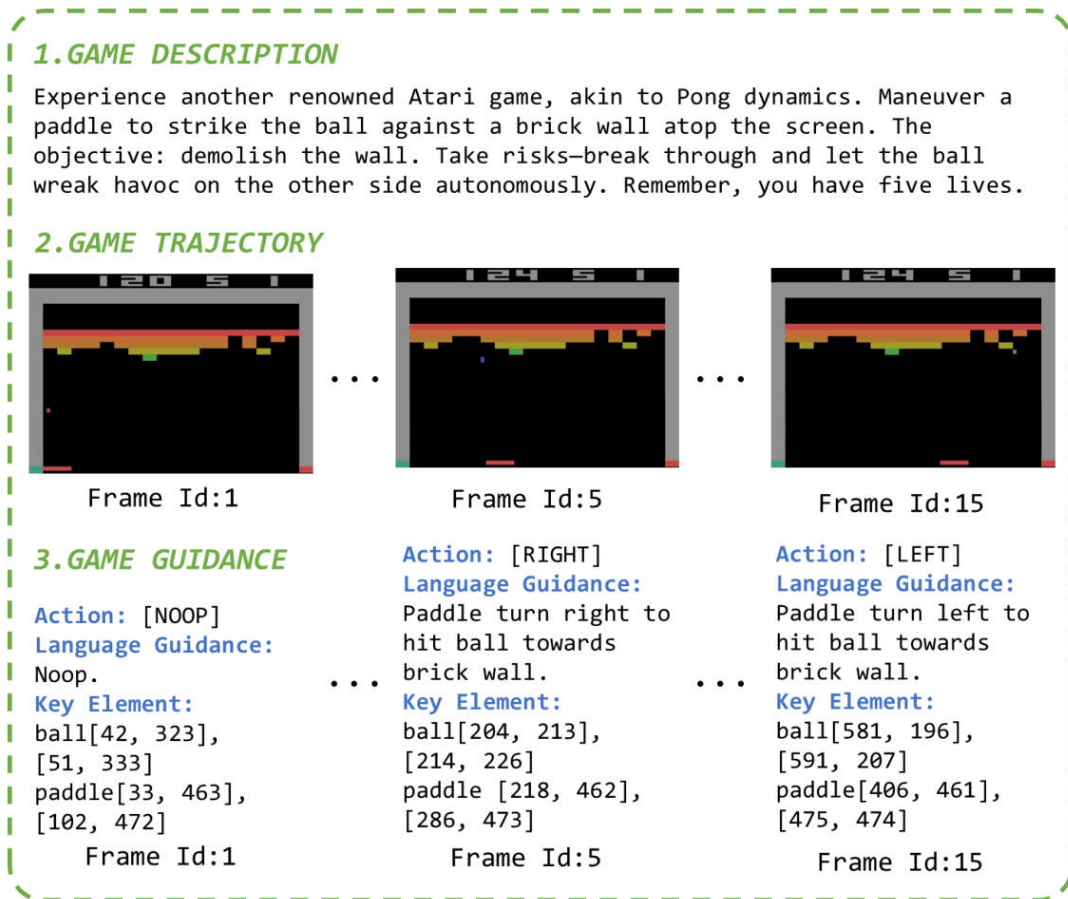 1.GAME DESCRIPTION
Experience another renowned Atari game, akin to Pong dynamics. Maneuver a
paddle to strike the ball against a brick wall atop the screen. The
objective: demolish the wall. Take risks—break through and let the ball
wreak havoc on the other side autonomously. Remember, you have five lives.
2.GAME TRAJECTORY
120 5 1
124 5 1
124 5 1
... ...
Frame Id:1
Frame Id:5
Frame Id:15
3.GAME GUIDANCE
Action: [NOOP]
Language Guidance:
Noop.
Key Element:
ball[42, 323],
[51, 333]
paddle[33, 463],
[102, 472]
Frame Id:1
...
Action: [RIGHT]
Language Guidance:
Paddle turn right to
hit ball towards
brick wall.
Key Element:
ball[204, 213],
[214, 226]
paddle [218, 462],
[286, 473]
Frame Id:5
...
Action: [LEFT]
Language Guidance:
Paddle turn left to
hit ball towards
brick wall.
Key Element:
ball[581, 196],
[591, 207]
paddle[406, 461],
[475, 474]
Frame Id:15